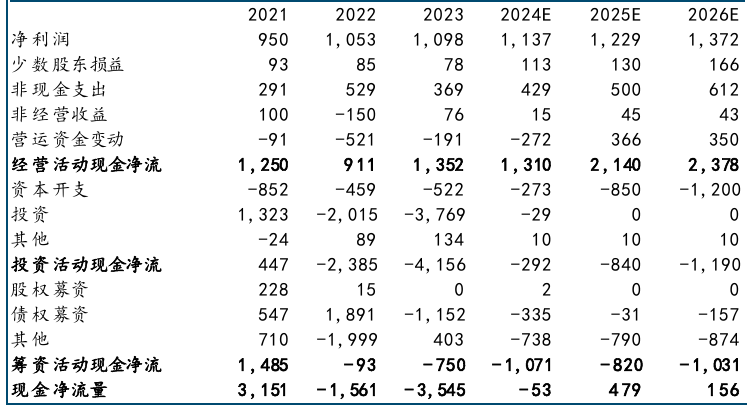 2021 2022 2023 2024E 2025E 2026E
净利润 950 1,053 1,098 1,137 1,229 1,372
少数股东损益 93 85 78 113 130 166
非现金支出 291 529 369 429 500 612
非经营收益 100 -150 76 15 45 43
营运资金变动 -91 -521 -191 -272 366 350
经营活动现金净流 1,250 911 1,352 1,310 2,140 2,378
资本开支 -852 -459 -522 -273 -850 -1,200
投资 1,323 -2,015 -3,769 -29 0 0
其他 -24 89 134 10 10 10
投资活动现金净流 447 -2,385 -4,156 -292 -840 -1,190
股权募资 228 15 0 2 0 0
债权募资 547 1,891 -1,152 -335 -31 -157
其他 710 -1,999 403 -738 -790 -874
筹资活动现金净流 1,485 -93 -750 -1,071 -820 -1,031
现金净流量 3,151 -1,561 -3,545 -53 479 156